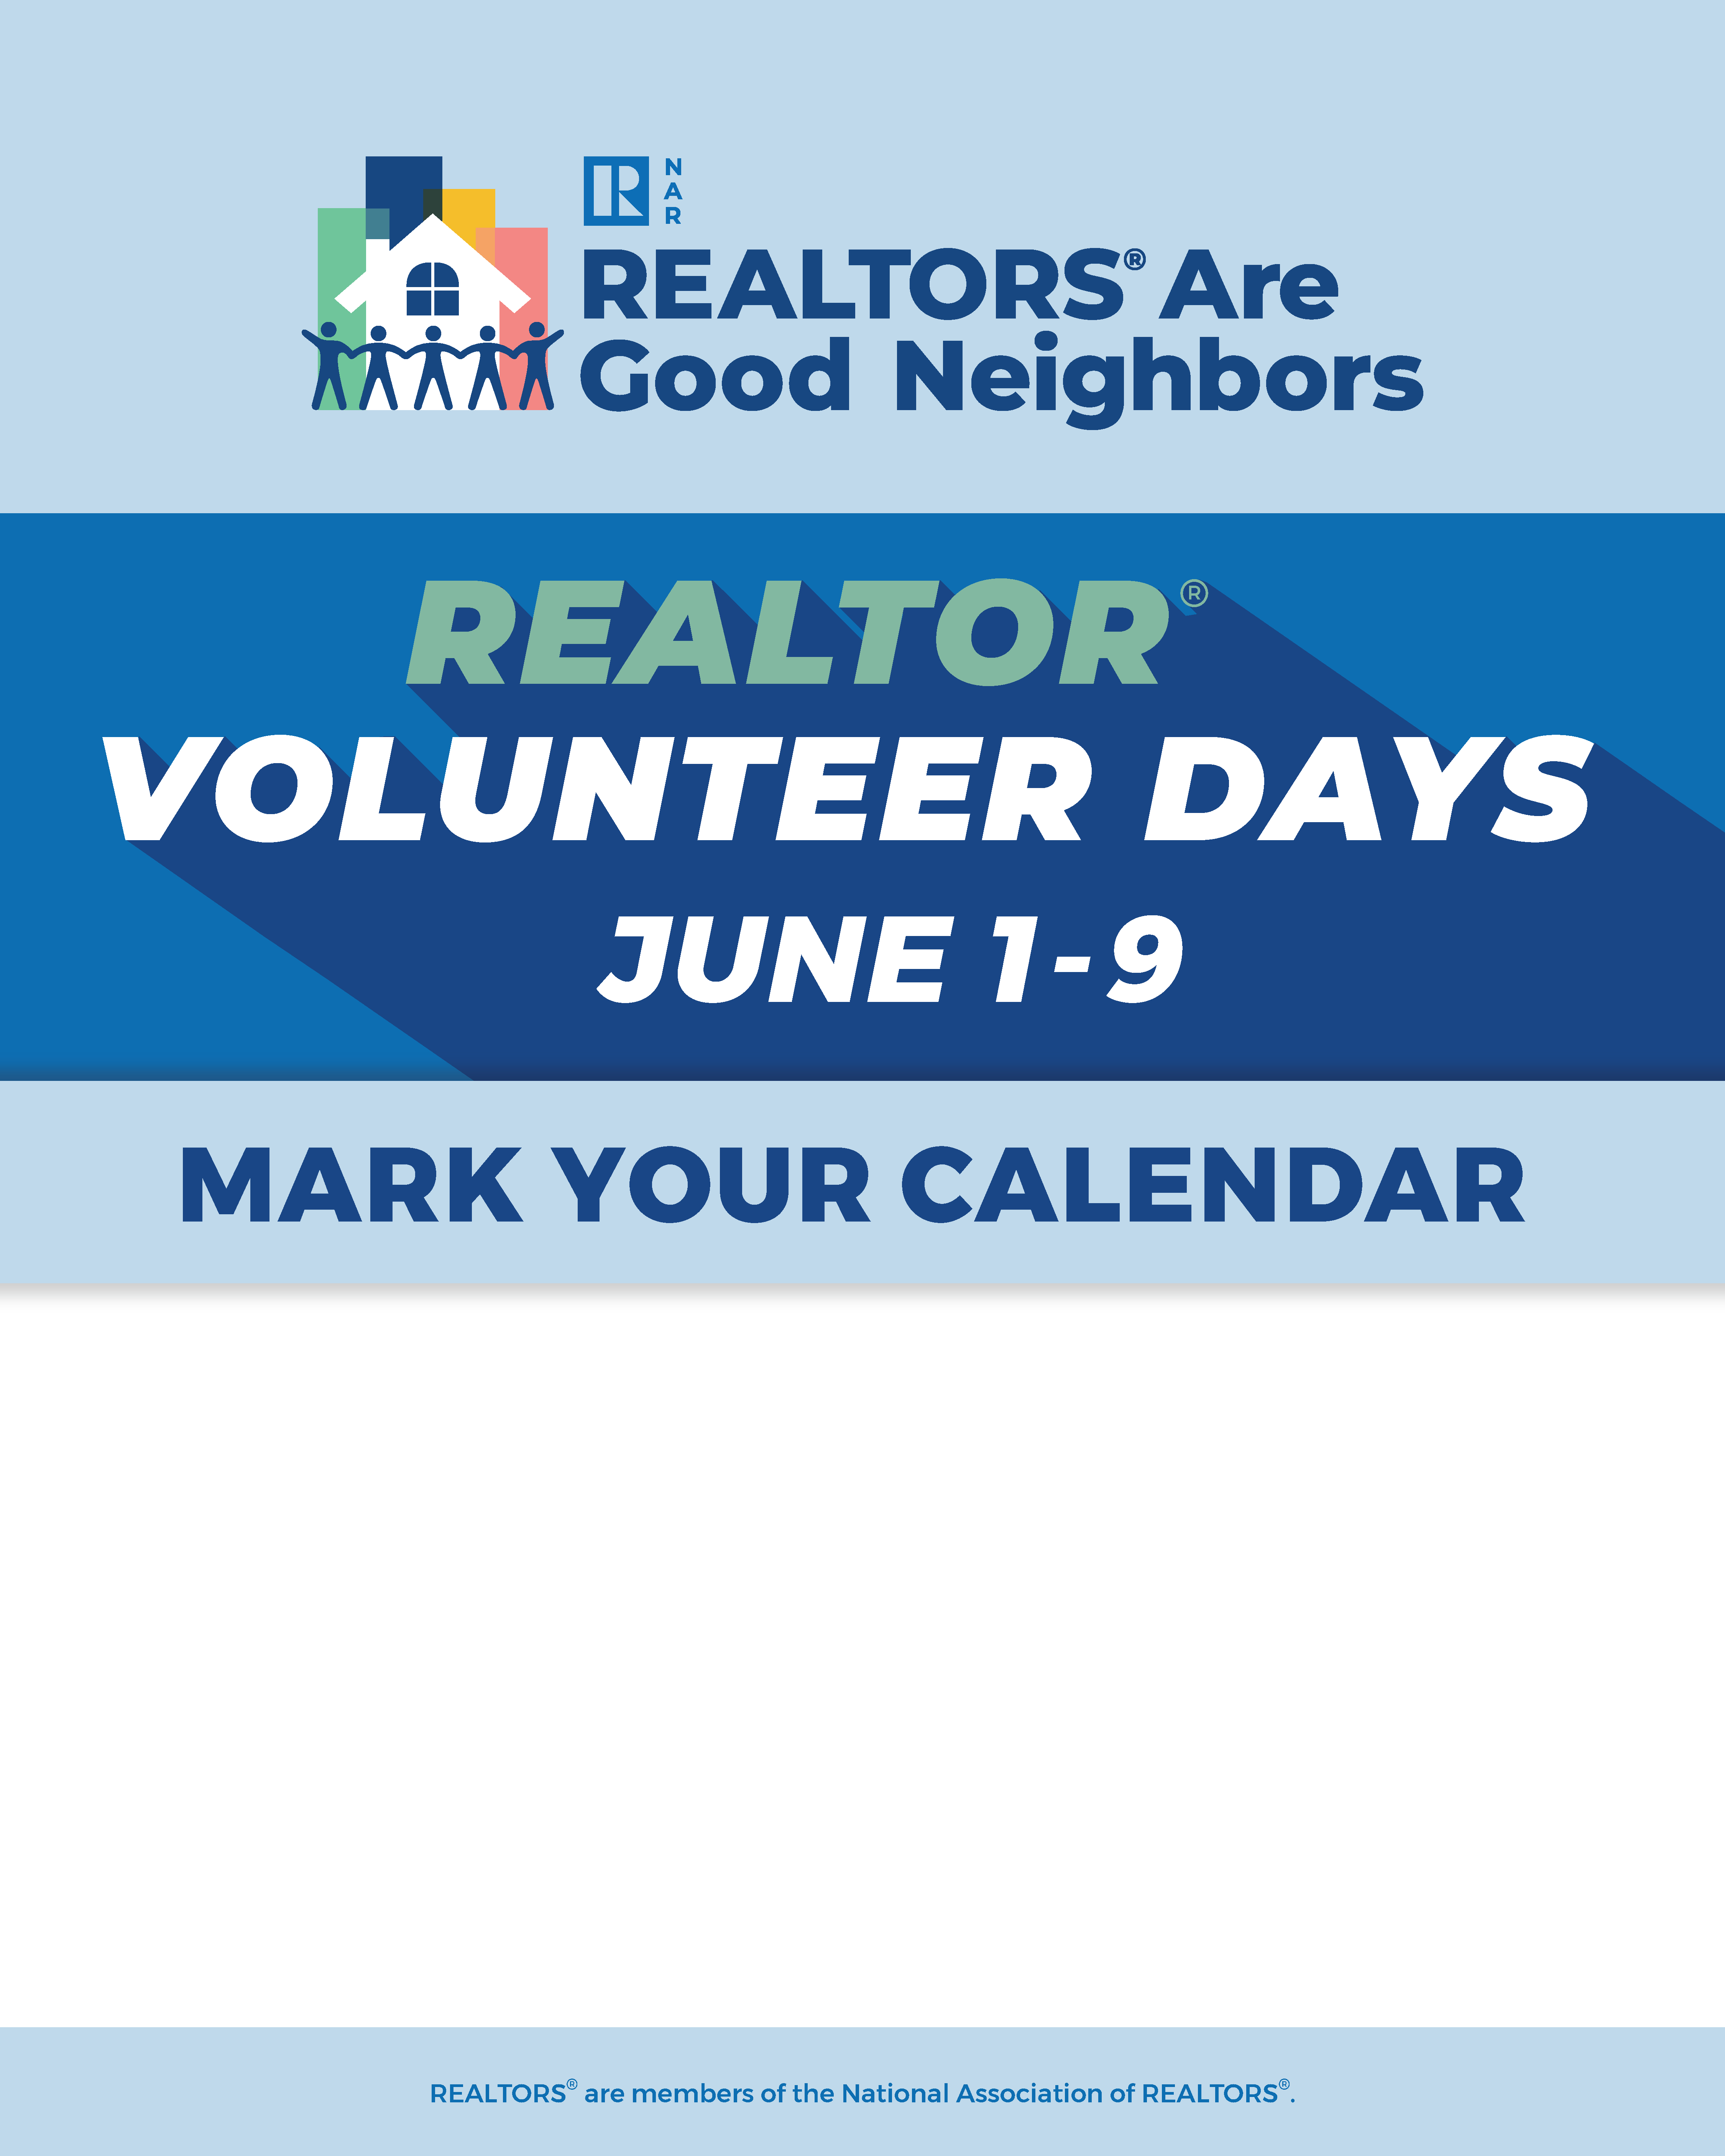 R
N
A
R
REALTORS® Are
Good Neighbors
REALTOR®
VOLUNTEER DAYS
JUNE 1-9
MARK YOUR CALENDAR
REALTORS® are members of the National Association of REALTORS®.